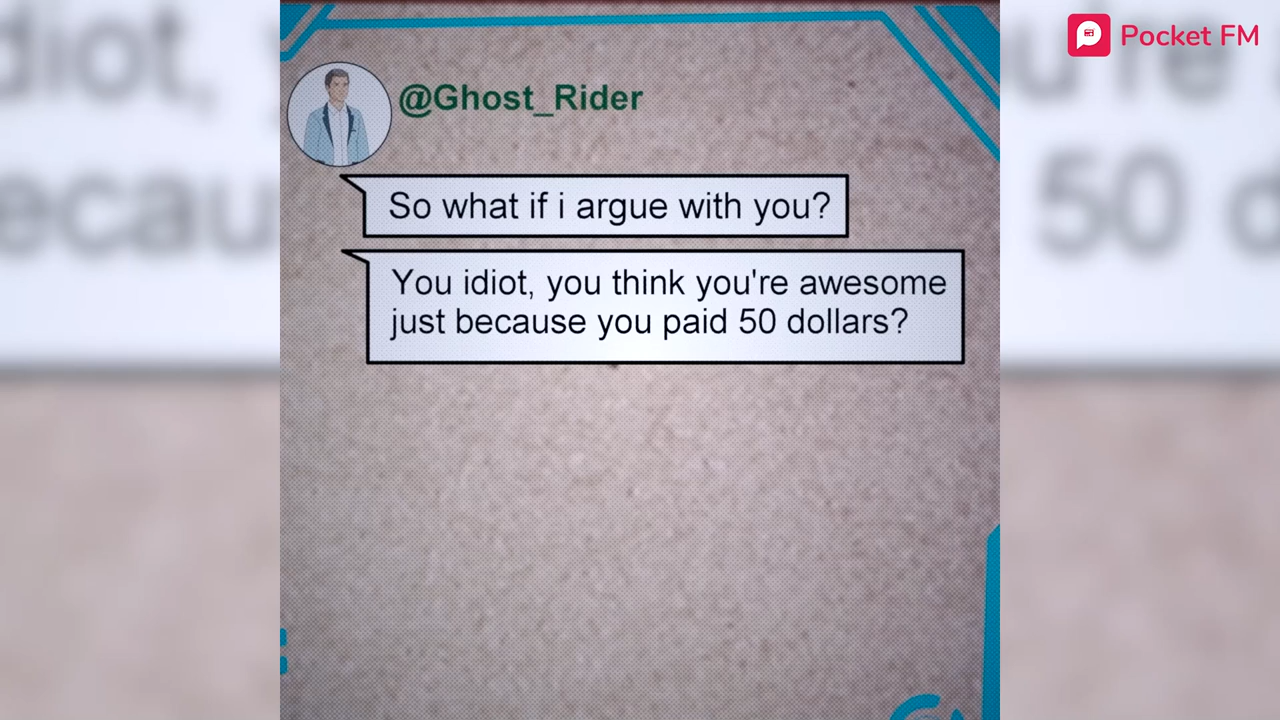 Pocket FM
@Ghost_Rider
So what if i argue with you?
You idiot, you think you're awesome
just because you paid 50 dollars?